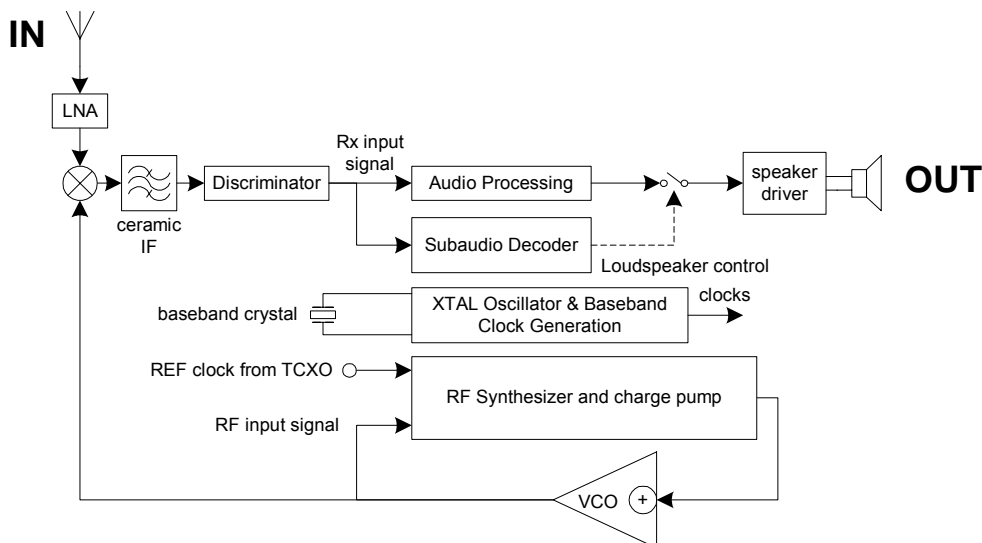 IN
LNA
Rx input
signal
Discriminator
Audio Processing
speaker
driver
OUT
ceramic
IF
Subaudio Decoder
Loudspeaker control
baseband crystal
XTAL Oscillator & Baseband
Clock Generation
clocks
REF clock from TCXO
RF Synthesizer and charge pump
RF input signal
VCO
+